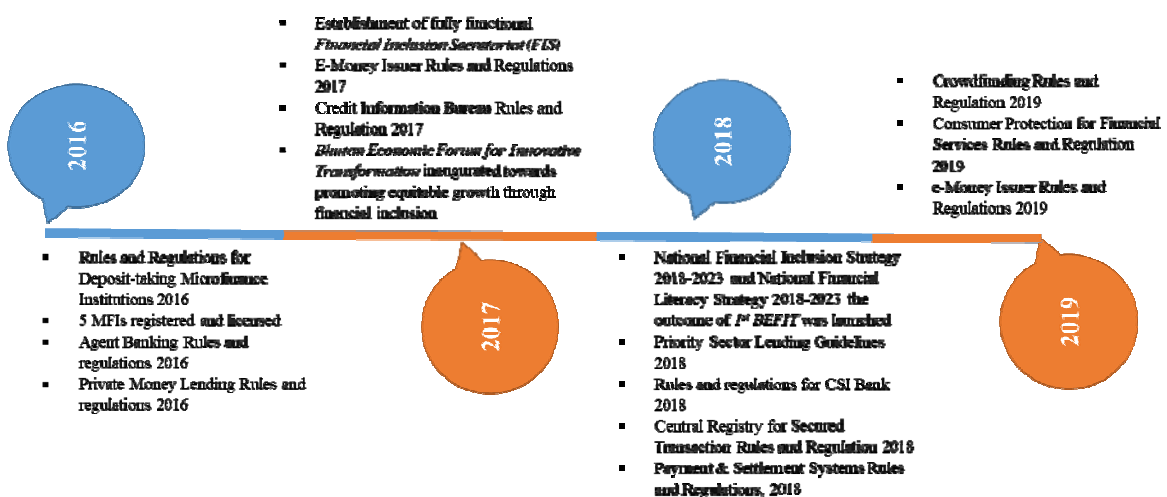 2016
▪ Rules and Regulations for
Deposit-taking Microfinance
Institutions 2016
▪ 5 MFIs registered and licensed
▪ Agent Banking Rules and
regulations 2016
▪ Private Money Lending Rules and
regulations 2016
▪ Establishment of fully functional
Financial Inclusion Secretariat (FIS)
▪ E-Money Issuer Rules and Regulations
2017
▪ Credit Information Bureau Rules and
Regulation 2017
▪ Bhutan Economic Forum for Innovative
Transformation inaugurated towards
promoting equitable growth through
financial inclusion
2017
2018
▪ National Financial Inclusion Strategy
2018-2023 and National Financial
Literacy Strategy 2018-2023 the
outcome of 1st BEFIT was launched
▪ Priority Sector Lending Guidelines
2018
▪ Rules and regulations for CSI Bank
2018
▪ Central Registry for Secured
Transaction Rules and Regulation 2018
▪ Payment & Settlement Systems Rules
and Regulations, 2018
▪ Crowdfunding Rules and
Regulation 2019
▪ Consumer Protection for Financial
Services Rules and Regulation
2019
▪ e-Money Issuer Rules and
Regulations 2019
2019